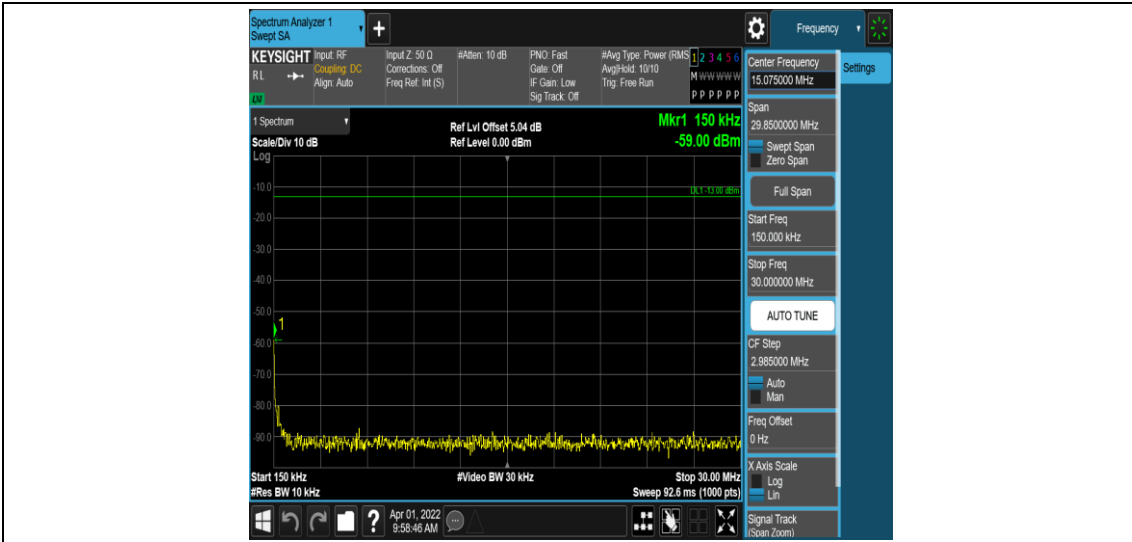 Spectrum Analyzer 1
Swept SA
+
Frequency
KEYSIGHT
RL
LXI
Input: RF
Coupling: DC
Align: Auto
Input Z: 50 Ω
Corrections: Off
Freq Ref: Int (S)
#Atten: 10 dB
PNO: Fast
Gate: Off
IF Gain: Low
Sig Track: Off
#Avg Type: Power (RMS
Avg|Hold: 10/10
Trig: Free Run
1 2 3 4 5 6
M W W W W W
P P P P P P
Center Frequency
15.075000 MHz
Settings
1 Spectrum
Scale/Div 10 dB
Log
Ref Lvl Offset 5.04 dB
Ref Level 0.00 dBm
Mkr1 150 kHz
-59.00 dBm
Span
29.8500000 MHz
Swept Span
Zero Span
-10.0
DL1 -13.00 dBm
Full Span
-20.0
Start Freq
150.000 kHz
-30.0
Stop Freq
30.000000 MHz
-40.0
-50.0
AUTO TUNE
1
-60.0
CF Step
2.985000 MHz
-70.0
Auto
Man
-80.0
Freq Offset
0 Hz
-90.0
X Axis Scale
Log
Lin
Start 150 kHz
#Res BW 10 kHz
#Video BW 30 kHz
Stop 30.00 MHz
Sweep 92.6 ms (1000 pts)
Signal Track
(Span Zoom)
?
Apr 01, 2022
9:58:46 AM